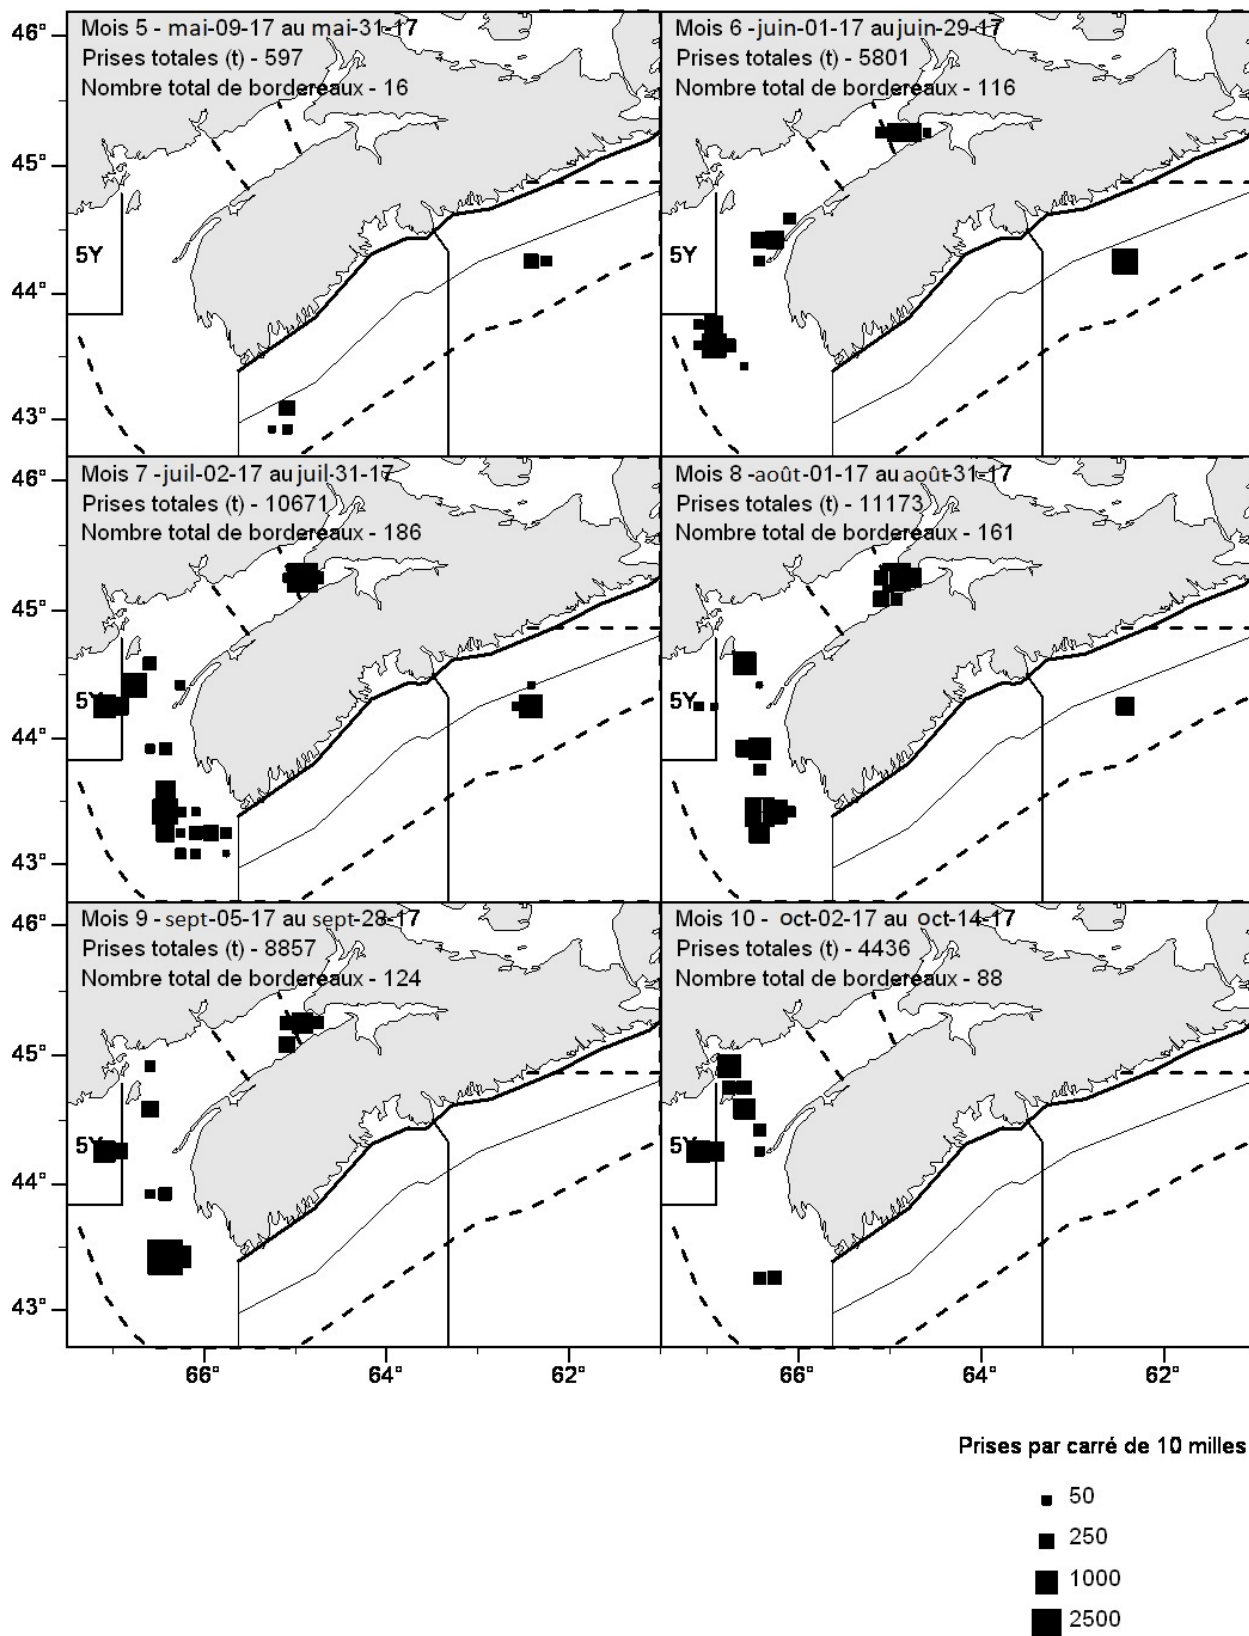 Mois 5 - mai-09-17 au mai-31-17
Prises totales (t) - 597
Nombre total de bordereaux - 16
46°
45°
44°
43°
5Y
Mois 6 -juin-01-17 au juin-29-17
Prises totales (t) - 5801
Nombre total de bordereaux - 116
5Y
Mois 7 -juil-02-17 au juil-31-17
Prises totales (t) - 10671
Nombre total de bordereaux - 186
46°
45°
44°
43°
5Y
Mois 8 -août-01-17 au août-31-17
Prises totales (t) - 11173
Nombre total de bordereaux - 161
5Y
Mois 9 - sept-05-17 au sept-28-17
Prises totales (t) - 8857
Nombre total de bordereaux - 124
46°
45°
44°
43°
5Y
Mois 10 - oct-02-17 au oct-14-17
Prises totales (t) - 4436
Nombre total de bordereaux - 88
5Y
66° 64° 62° 66° 64° 62°
Prises par carré de 10 milles
50
250
1000
2500